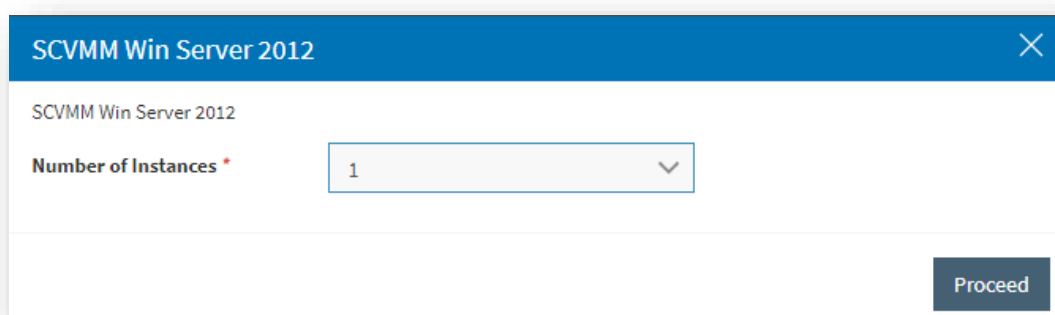 SCVMM Win Server 2012
SCVMM Win Server 2012
Number of Instances * 1
Proceed